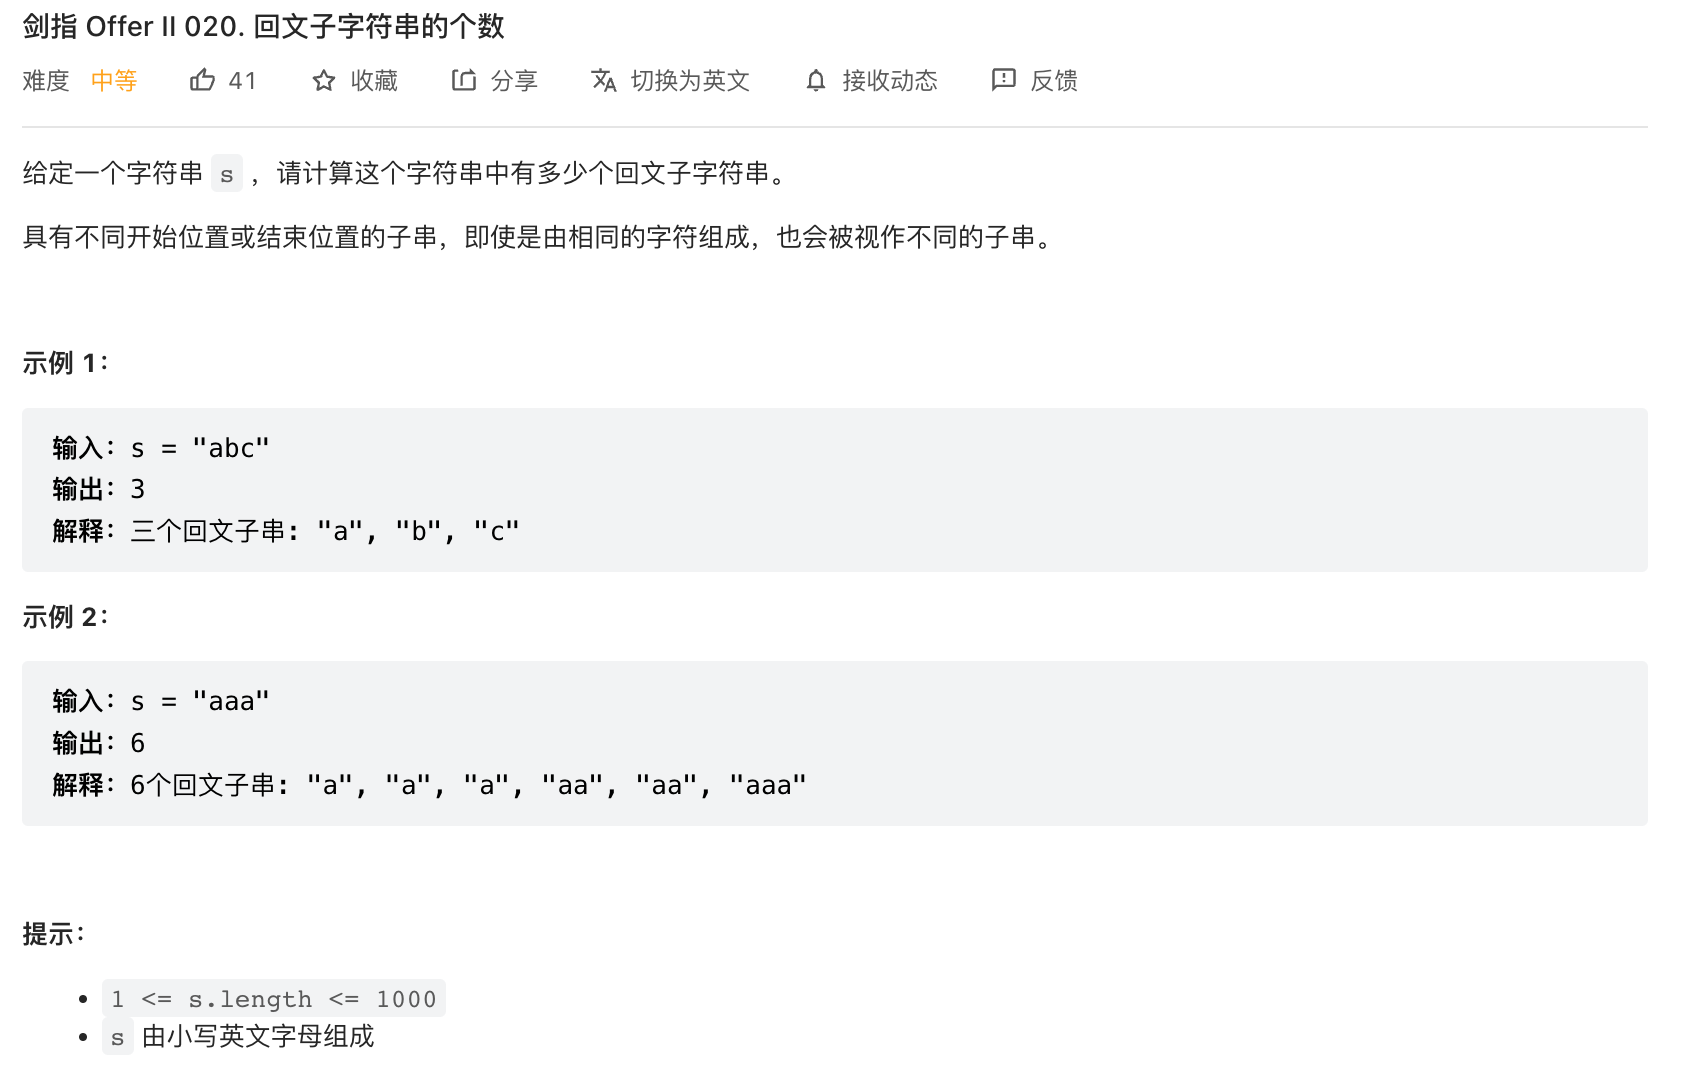 剑指 Offer II 020. 回文子字符串的个数
难度 中等 41 收藏 分享 切换为英文 接收动态 反馈
给定一个字符串 s ，请计算这个字符串中有多少个回文子字符串。
具有不同开始位置或结束位置的子串，即使是由相同的字符组成，也会被视作不同的子串。
示例 1：
输入：s = "abc"
输出：3
解释：三个回文子串: "a", "b", "c"
示例 2：
输入：s = "aaa"
输出：6
解释：6个回文子串: "a", "a", "a", "aa", "aa", "aaa"
提示：
• 1 <= s.length <= 1000
• s 由小写英文字母组成